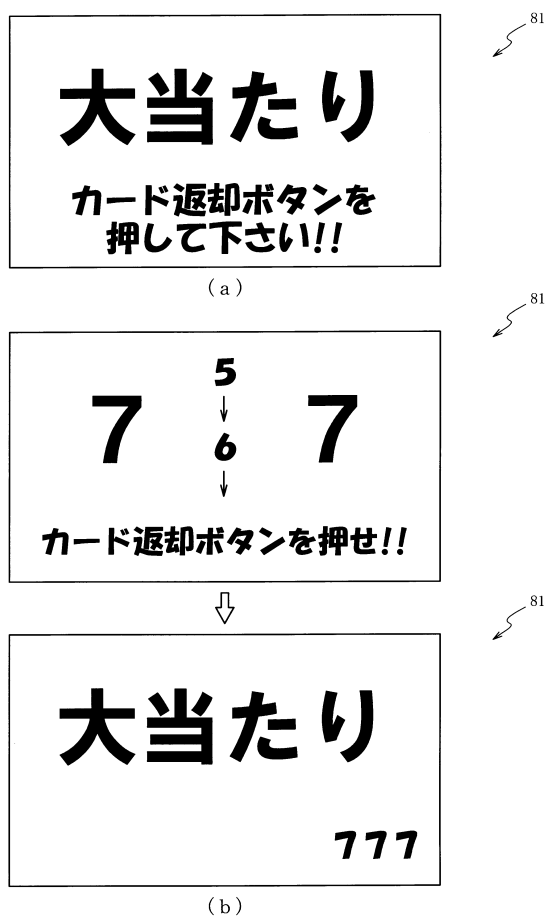 81
大当たり
カード返却ボタンを
押して下さい!!
(a)
81
5
7 7
6
カード返却ボタンを押せ!!
81
大当たり
777
(b)